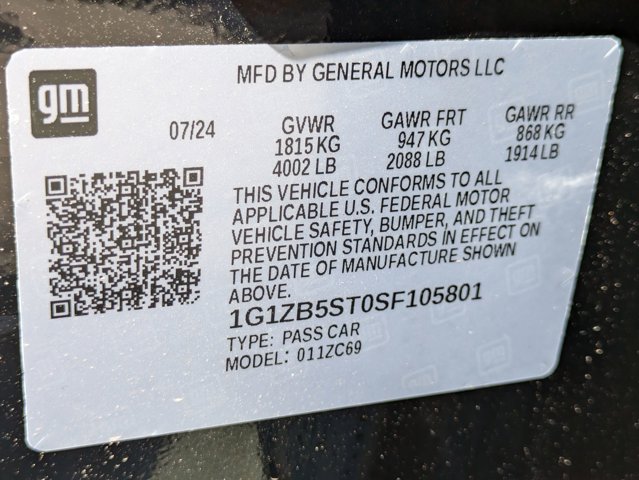 gm
MFD BY GENERAL MOTORS LLC
07/24
GVWR
1815 KG
4002 LB
GAWR FRT
947 KG
2088 LB
GAWR RR
868 KG
1914 LB
THIS VEHICLE CONFORMS TO ALL
APPLICABLE U.S. FEDERAL MOTOR
VEHICLE SAFETY, BUMPER, AND THEFT
PREVENTION STANDARDS IN EFFECT ON
THE DATE OF MANUFACTURE SHOWN
ABOVE.
1G1ZB5ST0SF105801
TYPE: PASS CAR
MODEL: 011ZC69